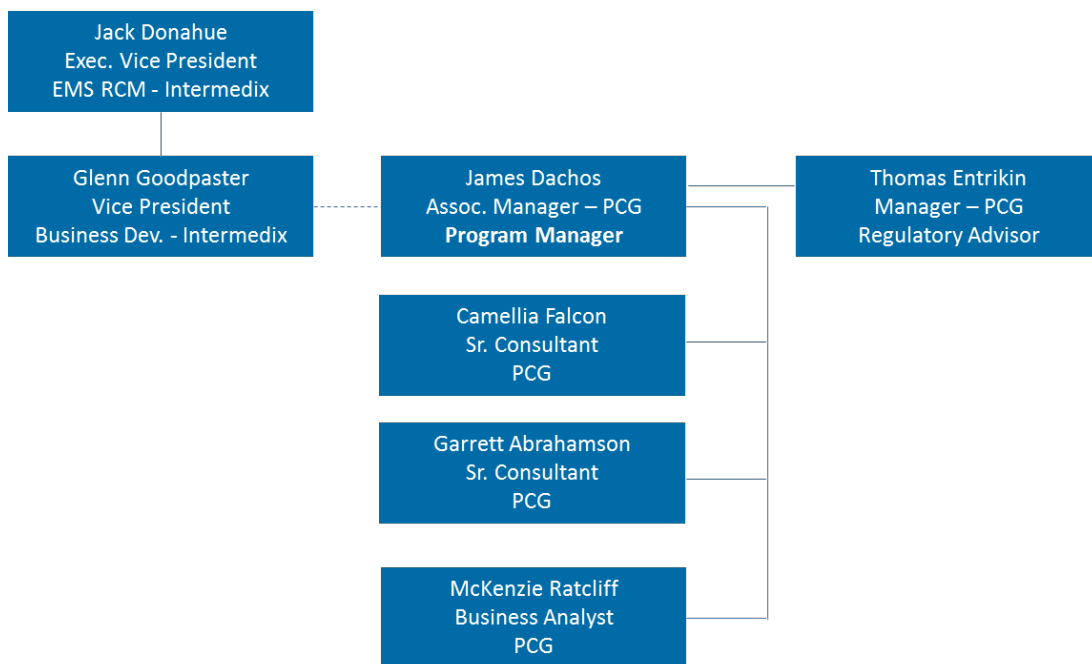 Jack Donahue
Exec. Vice President
EMS RCM - Intermedix
Glenn Goodpaster
Vice President
Business Dev. - Intermedix
James Dachos
Assoc. Manager – PCG
Program Manager
Thomas Entrikin
Manager – PCG
Regulatory Advisor
Camellia Falcon
Sr. Consultant
PCG
Garrett Abrahamson
Sr. Consultant
PCG
McKenzie Ratcliff
Business Analyst
PCG